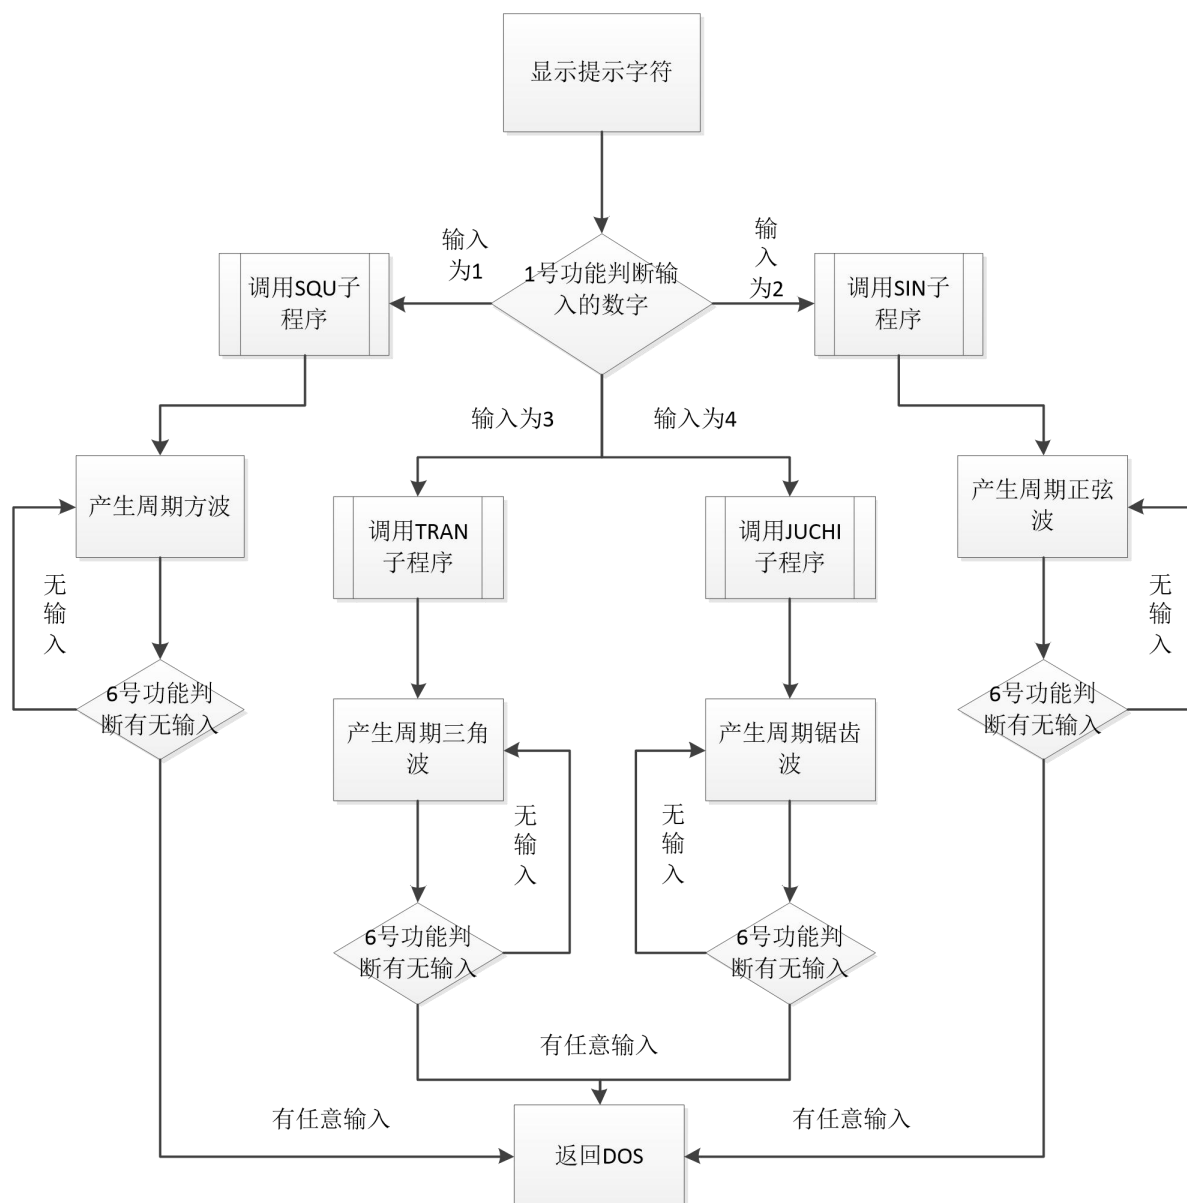 显示提示字符
输入
为1
输
入
为2
1号功能判断输
入的数字
调用SQU子
程序
调用SIN子
程序
输入为3
输入为4
产生周期方波
调用TRAN
子程序
调用JUCHI
子程序
产生周期正弦
波
无
输
入
无
输
入
6号功能判
断有无输入
6号功能判
断有无输入
产生周期三角
波
产生周期锯齿
波
无
输
入
无
输
入
6号功能判
断有无输入
6号功能判
断有无输入
有任意输入
有任意输入
有任意输入
返回DOS